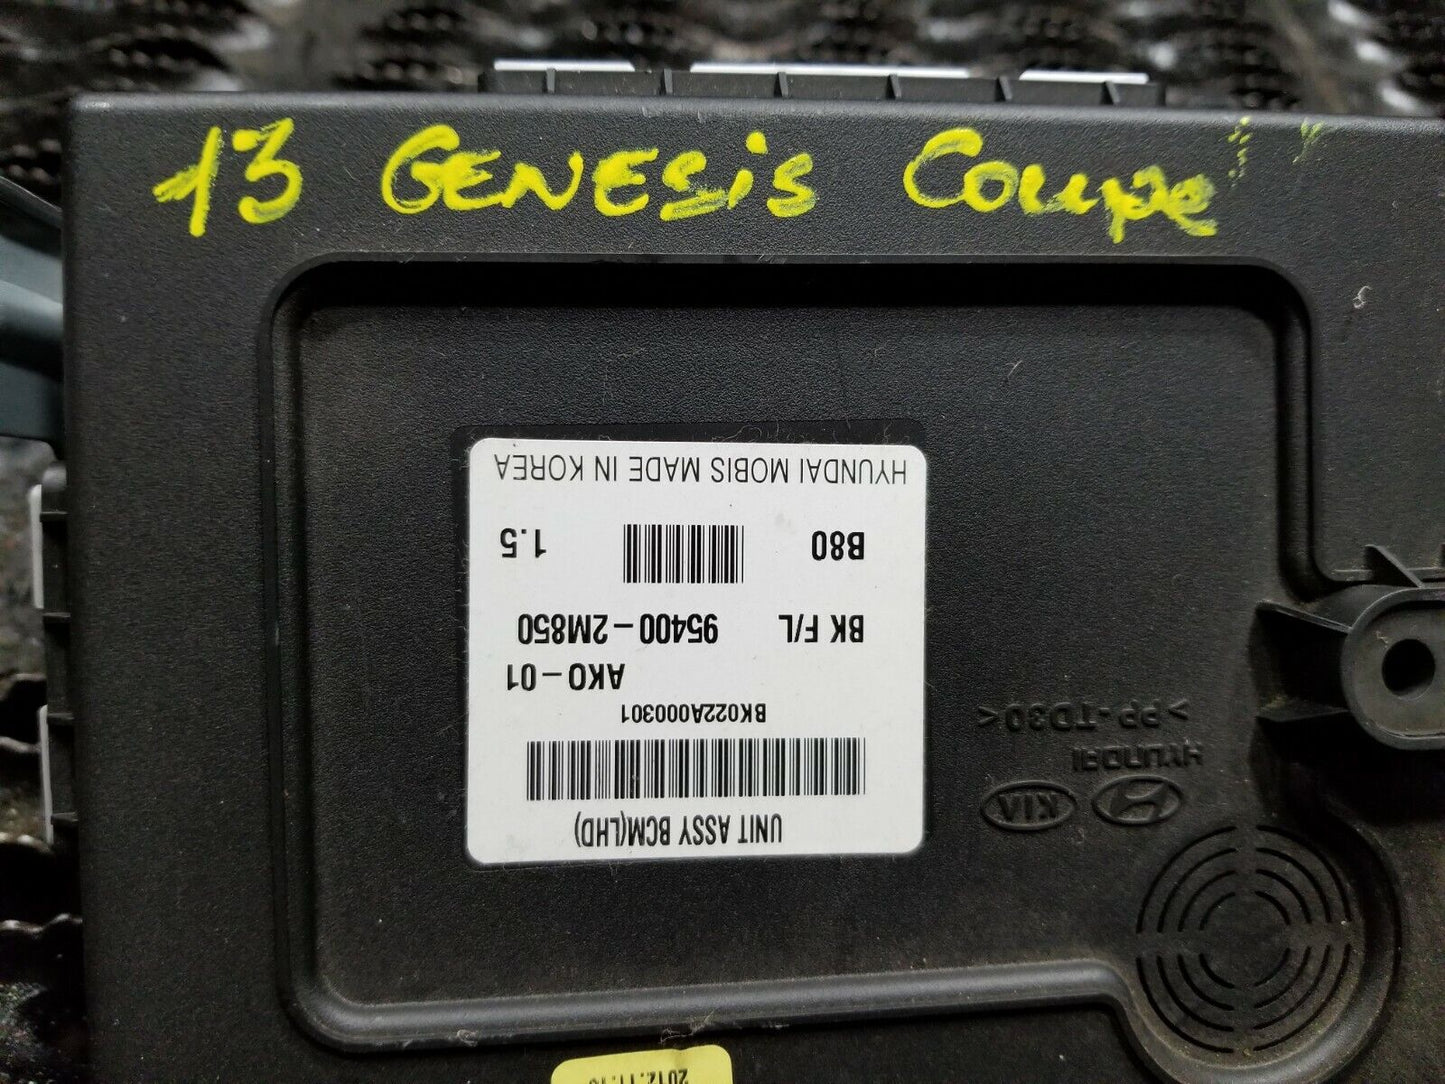 13 GENESIS Coupe
UNIT ASSY BCM(LHD)
BK022A000301
AKO-01
BK F/L 95400-2M850
B80 1.5
HYUNDAI MOBIS MADE IN KOREA
KIA
HYUNDAI
>PP-TD30<